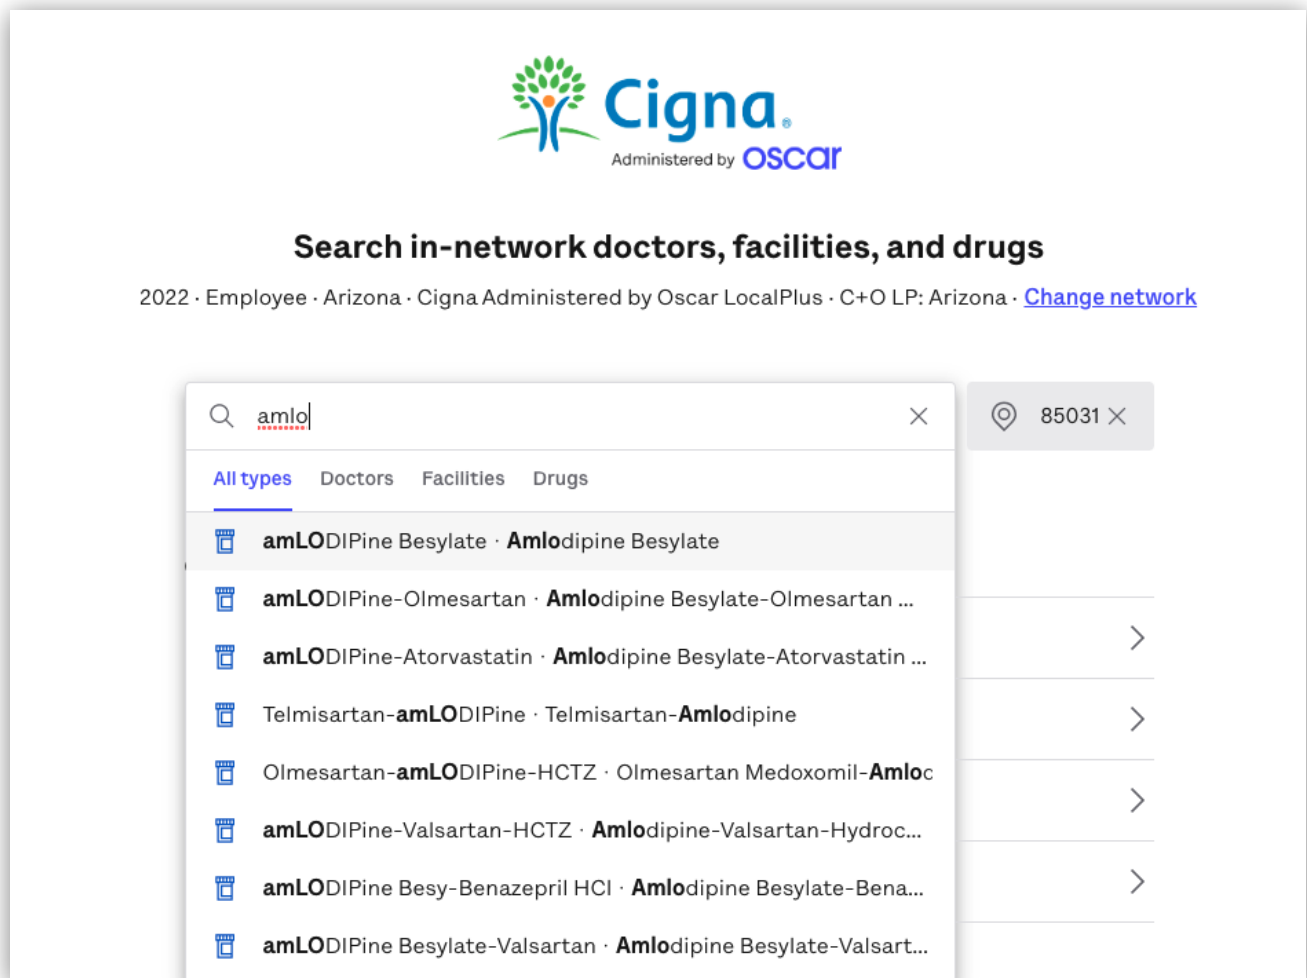 Cigna®
Administered by oscar
Search in-network doctors, facilities, and drugs
2022 · Employee · Arizona · Cigna Administered by Oscar LocalPlus · C+O LP: Arizona · Change network
amlo
85031
All types Doctors Facilities Drugs
amLODIPine Besylate · Amlodipine Besylate
amLODIPine-Olmesartan · Amlodipine Besylate-Olmesartan ...
amLODIPine-Atorvastatin · Amlodipine Besylate-Atorvastatin ...
Telmisartan-amLODIPine · Telmisartan-Amlodipine
Olmesartan-amLODIPine-HCTZ · Olmesartan Medoxomil-Amlod
amLODIPine-Valsartan-HCTZ · Amlodipine-Valsartan-Hydroc...
amLODIPine Besy-Benazepril HCl · Amlodipine Besylate-Bena...
amLODIPine Besylate-Valsartan · Amlodipine Besylate-Valsart...